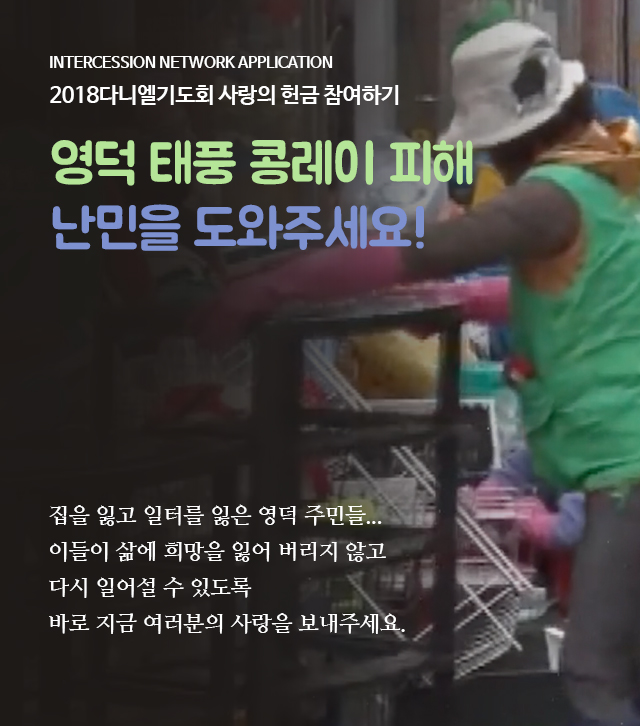 INTERCESSION NETWORK APPLICATION
2018다니엘기도회 사랑의 헌금 참여하기
영덕 태풍 콩레이 피해
난민을 도와주세요!
집을 잃고 일터를 잃은 영덕 주민들...
이들이 삶에 희망을 잃어 버리지 않고
다시 일어설 수 있도록
바로 지금 여러분의 사랑을 보내주세요.